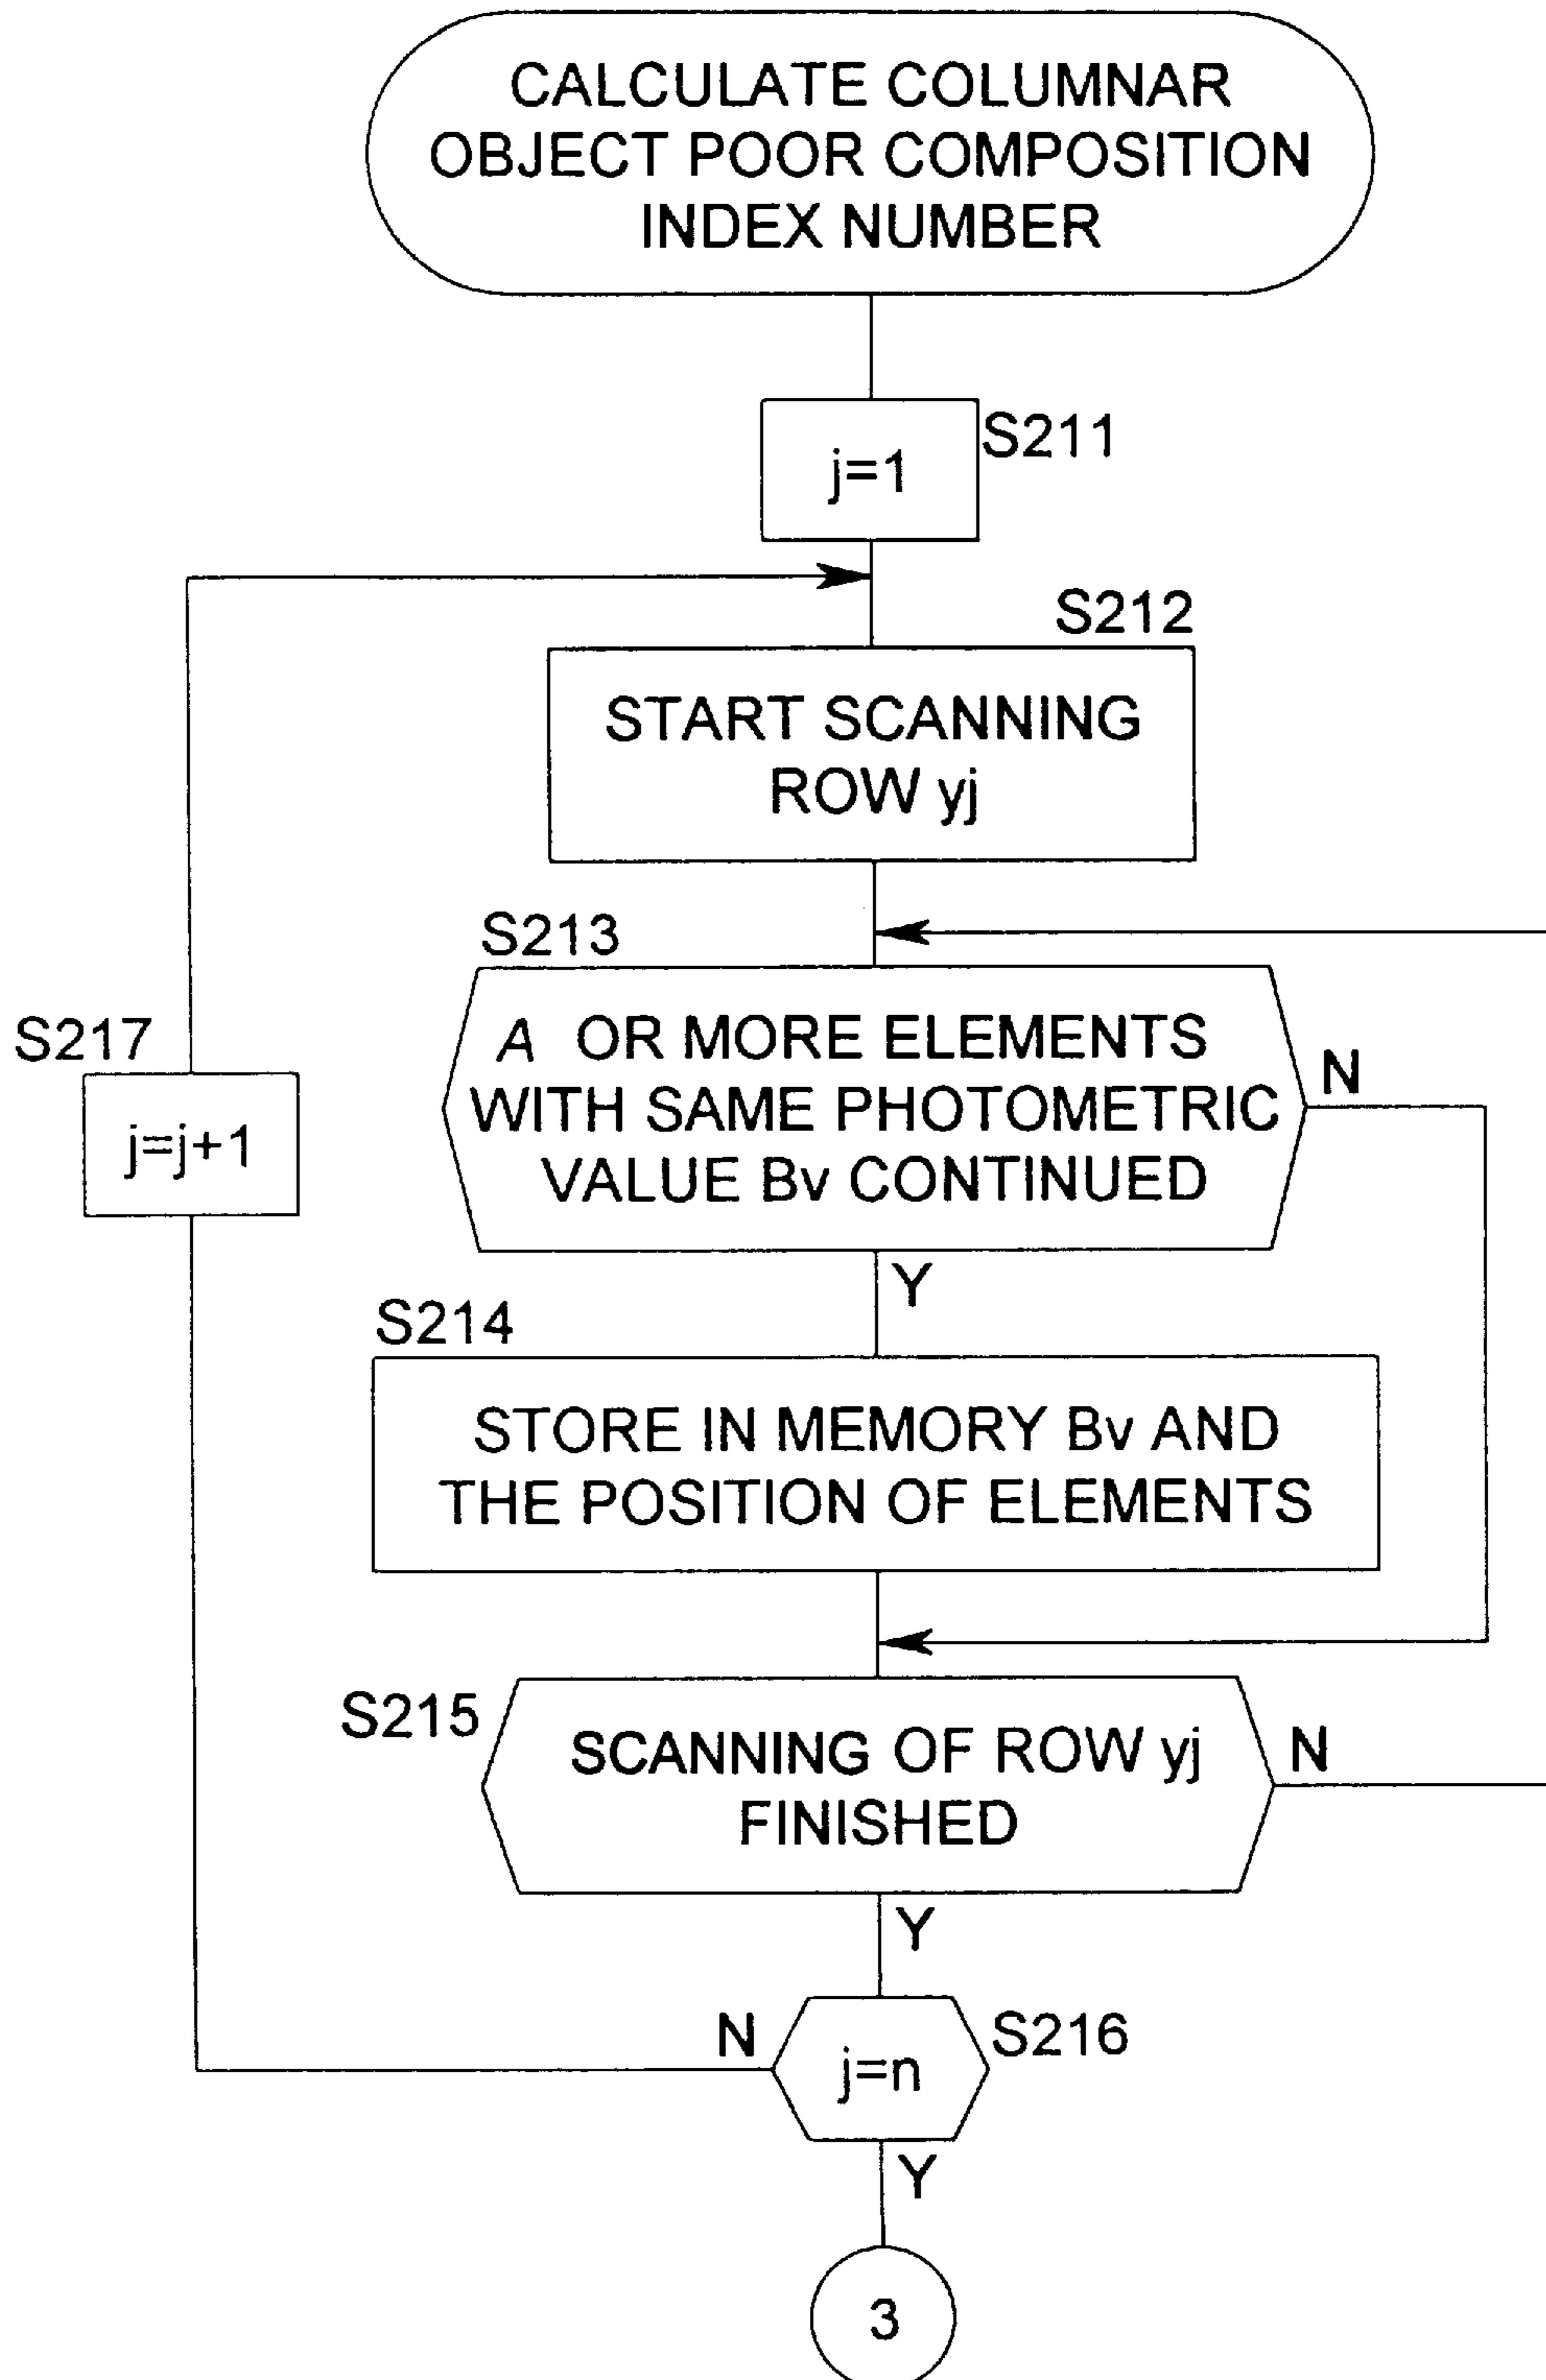 CALCULATE COLUMNAR
OBJECT POOR COMPOSITION
INDEX NUMBER
S211
j=1
S212
START SCANNING
ROW yj
S213
A OR MORE ELEMENTS
WITH SAME PHOTOMETRIC
VALUE Bv CONTINUED
N
S217
j=j+1
Y
S214
STORE IN MEMORY Bv AND
THE POSITION OF ELEMENTS
S215
SCANNING OF ROW yj
FINISHED
N
Y
N
S216
j=n
Y
3